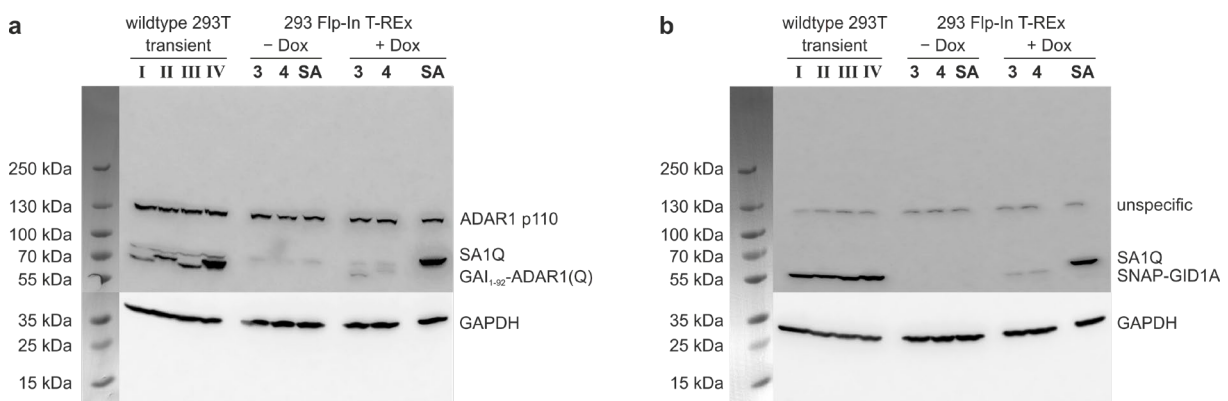 a
wildtype 293T
transient
293 Flp-In T-REx
− Dox
+ Dox
I II III IV 3 4 SA 3 4 SA
250 kDa
130 kDa
100 kDa
70 kDa
55 kDa
35 kDa
25 kDa
15 kDa
ADAR1 p110
SA1Q
GAI₁₋₉₂-ADAR1(Q)
GAPDH
b
wildtype 293T
transient
293 Flp-In T-REx
− Dox
+ Dox
I II III IV 3 4 SA 3 4 SA
250 kDa
130 kDa
100 kDa
70 kDa
55 kDa
35 kDa
25 kDa
15 kDa
unspecific
SA1Q
SNAP-GID1A
GAPDH